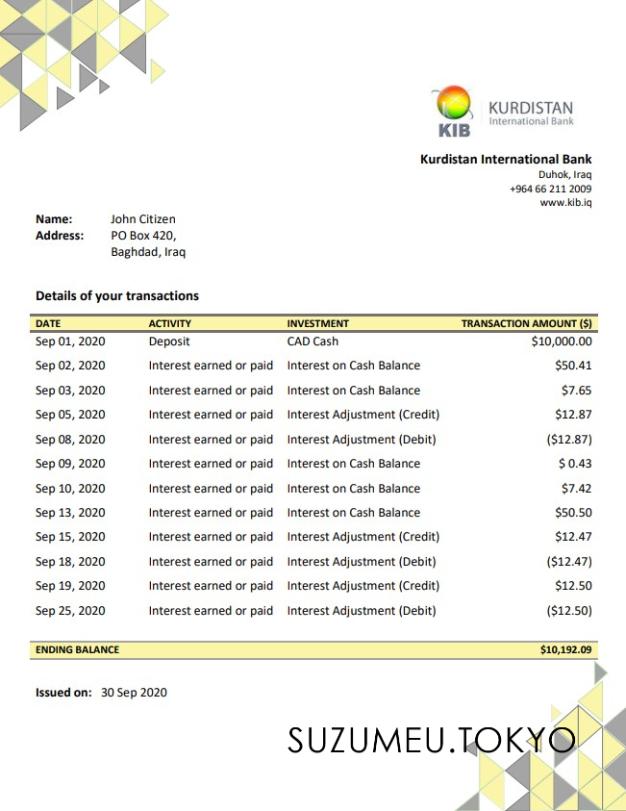 KIB
KURDISTAN
International Bank
Kurdistan International Bank
Duhok, Iraq
+964 66 211 2009
www.kib.iq
Name: John Citizen
Address: PO Box 420,
Baghdad, Iraq
Details of your transactions
DATE ACTIVITY INVESTMENT TRANSACTION AMOUNT ($)
Sep 01, 2020 Deposit CAD Cash $10,000.00
Sep 02, 2020 Interest earned or paid Interest on Cash Balance $50.41
Sep 03, 2020 Interest earned or paid Interest on Cash Balance $7.65
Sep 05, 2020 Interest earned or paid Interest Adjustment (Credit) $12.87
Sep 08, 2020 Interest earned or paid Interest Adjustment (Debit) ($12.87)
Sep 09, 2020 Interest earned or paid Interest on Cash Balance $ 0.43
Sep 10, 2020 Interest earned or paid Interest on Cash Balance $7.42
Sep 13, 2020 Interest earned or paid Interest on Cash Balance $50.50
Sep 15, 2020 Interest earned or paid Interest Adjustment (Credit) $12.47
Sep 18, 2020 Interest earned or paid Interest Adjustment (Debit) ($12.47)
Sep 19, 2020 Interest earned or paid Interest Adjustment (Credit) $12.50
Sep 25, 2020 Interest earned or paid Interest Adjustment (Debit) ($12.50)
ENDING BALANCE $10,192.09
Issued on: 30 Sep 2020
SUZUMEU.TOKYO